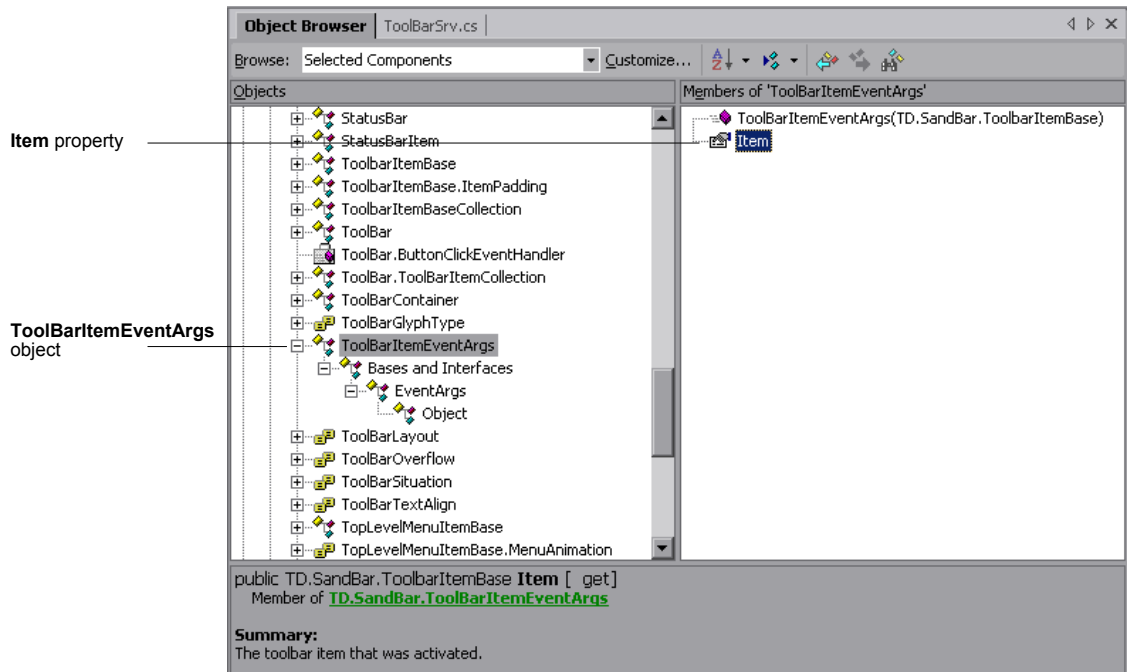 Object Browser ToolBarSrv.cs
Browse: Selected Components Customize...
Objects
Members of 'ToolBarItemEventArgs'
Item property
ToolBarItemEventArgs
object
StatusBar
StatusBarItem
ToolbarItemBase
ToolbarItemBase.ItemPadding
ToolbarItemBaseCollection
ToolBar
ToolBar.ButtonClickEventHandler
ToolBar.ToolBarItemCollection
ToolBarContainer
ToolBarGlyphType
ToolBarItemEventArgs
Bases and Interfaces
EventArgs
Object
ToolBarLayout
ToolBarOverflow
ToolBarSituation
ToolBarTextAlign
TopLevelMenuItemBase
TopLevelMenuItemBase.MenuAnimation
ToolBarItemEventArgs(TD.SandBar.ToolbarItemBase)
Item
public TD.SandBar.ToolbarItemBase Item [ get]
Member of TD.SandBar.ToolBarItemEventArgs
Summary:
The toolbar item that was activated.